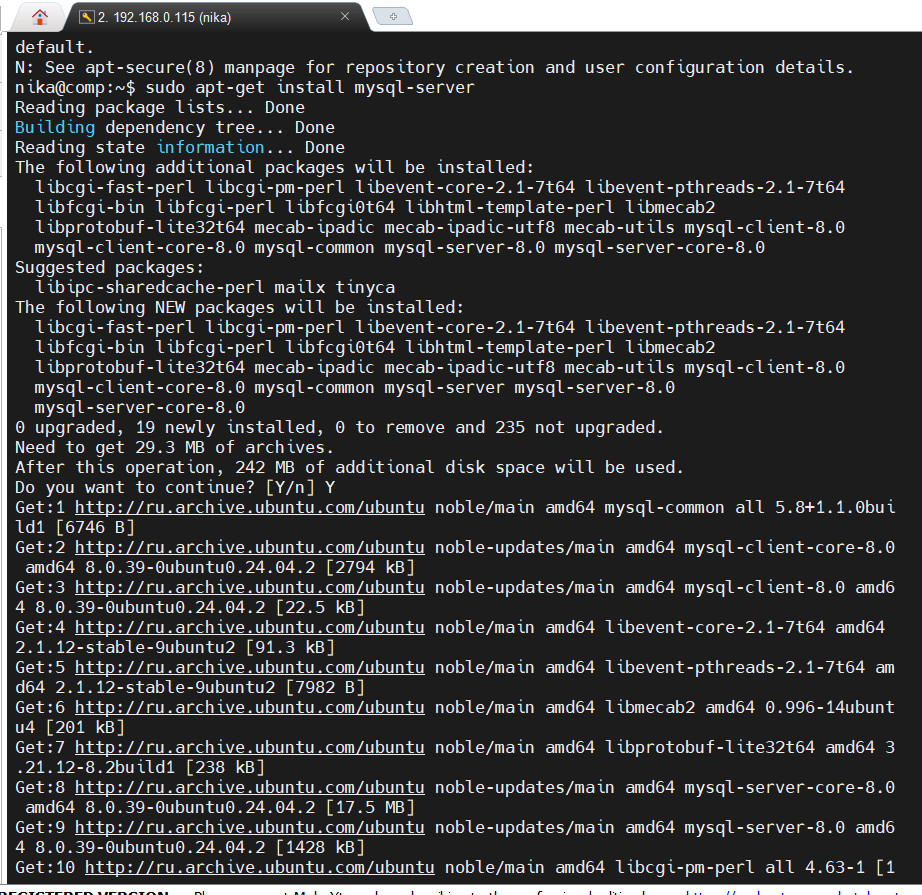 2. 192.168.0.115 (nika)
default.
N: See apt-secure(8) manpage for repository creation and user configuration details.
nika@comp:~$ sudo apt-get install mysql-server
Reading package lists... Done
Building dependency tree... Done
Reading state information... Done
The following additional packages will be installed:
  libcgi-fast-perl libcgi-pm-perl libevent-core-2.1-7t64 libevent-pthreads-2.1-7t64
  libfcgi-bin libfcgi-perl libfcgi0t64 libhtml-template-perl libmecab2
  libprotobuf-lite32t64 mecab-ipadic mecab-ipadic-utf8 mecab-utils mysql-client-8.0
  mysql-client-core-8.0 mysql-common mysql-server-8.0 mysql-server-core-8.0
Suggested packages:
  libipc-sharedcache-perl mailx tinyca
The following NEW packages will be installed:
  libcgi-fast-perl libcgi-pm-perl libevent-core-2.1-7t64 libevent-pthreads-2.1-7t64
  libfcgi-bin libfcgi-perl libfcgi0t64 libhtml-template-perl libmecab2
  libprotobuf-lite32t64 mecab-ipadic mecab-ipadic-utf8 mecab-utils mysql-client-8.0
  mysql-client-core-8.0 mysql-common mysql-server mysql-server-8.0
  mysql-server-core-8.0
0 upgraded, 19 newly installed, 0 to remove and 235 not upgraded.
Need to get 29.3 MB of archives.
After this operation, 242 MB of additional disk space will be used.
Do you want to continue? [Y/n] Y
Get:1 http://ru.archive.ubuntu.com/ubuntu noble/main amd64 mysql-common all 5.8+1.1.0bui
ld1 [6746 B]
Get:2 http://ru.archive.ubuntu.com/ubuntu noble-updates/main amd64 mysql-client-core-8.0
 amd64 8.0.39-0ubuntu0.24.04.2 [2794 kB]
Get:3 http://ru.archive.ubuntu.com/ubuntu noble-updates/main amd64 mysql-client-8.0 amd6
4 8.0.39-0ubuntu0.24.04.2 [22.5 kB]
Get:4 http://ru.archive.ubuntu.com/ubuntu noble/main amd64 libevent-core-2.1-7t64 amd64
2.1.12-stable-9ubuntu2 [91.3 kB]
Get:5 http://ru.archive.ubuntu.com/ubuntu noble/main amd64 libevent-pthreads-2.1-7t64 am
d64 2.1.12-stable-9ubuntu2 [7982 B]
Get:6 http://ru.archive.ubuntu.com/ubuntu noble/main amd64 libmecab2 amd64 0.996-14ubunt
u4 [201 kB]
Get:7 http://ru.archive.ubuntu.com/ubuntu noble/main amd64 libprotobuf-lite32t64 amd64 3
.21.12-8.2build1 [238 kB]
Get:8 http://ru.archive.ubuntu.com/ubuntu noble-updates/main amd64 mysql-server-core-8.0
 amd64 8.0.39-0ubuntu0.24.04.2 [17.5 MB]
Get:9 http://ru.archive.ubuntu.com/ubuntu noble-updates/main amd64 mysql-server-8.0 amd6
4 8.0.39-0ubuntu0.24.04.2 [1428 kB]
Get:10 http://ru.archive.ubuntu.com/ubuntu noble/main amd64 libcgi-pm-perl all 4.63-1 [1